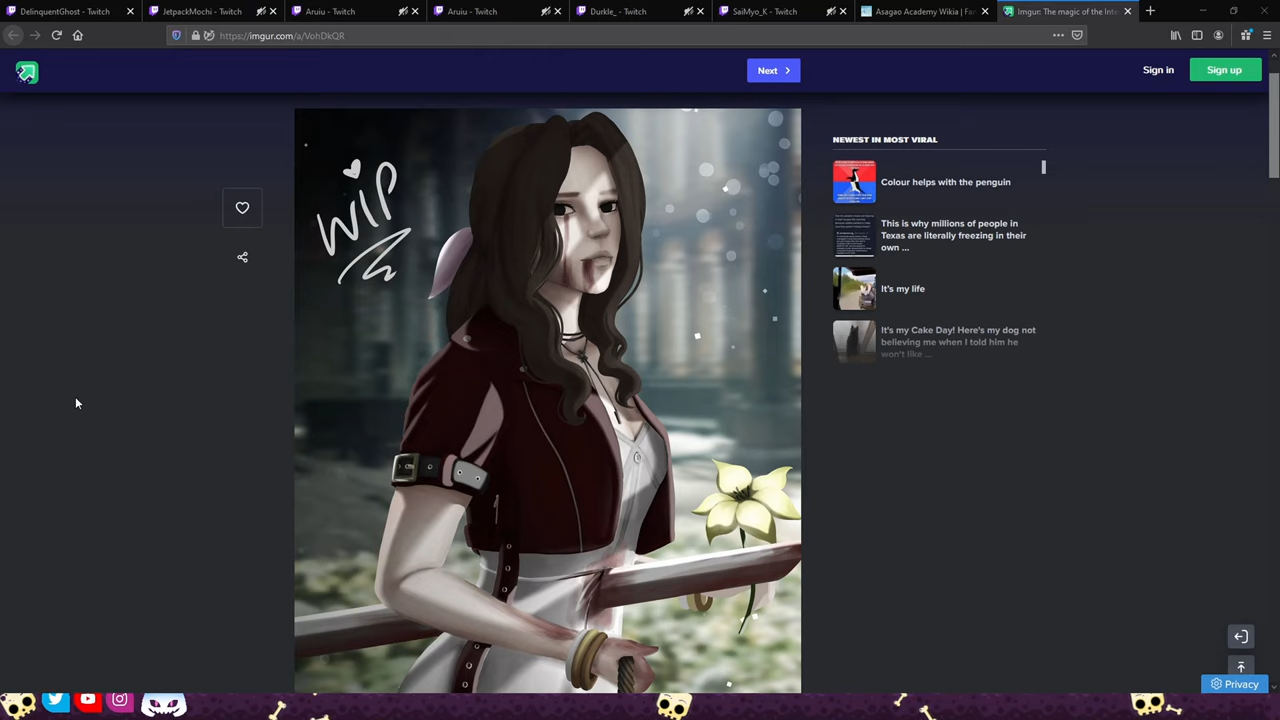 DelinquentGhost - Twitch
JetpackMochi - Twitch
Aruiu - Twitch
Aruiu - Twitch
Durkle_ - Twitch
SaiMyo_K - Twitch
Asagao Academy Wikia | Fan
Imgur: The magic of the Inte
https://imgur.com/a/VohDkQR
Next
Sign in
Sign up
WIP
NEWEST IN MOST VIRAL
Colour helps with the penguin
This is why millions of people in
Texas are literally freezing in their
own ...
It's my life
It's my Cake Day! Here's my dog not
believing me when I told him he
won't like ...
Privacy